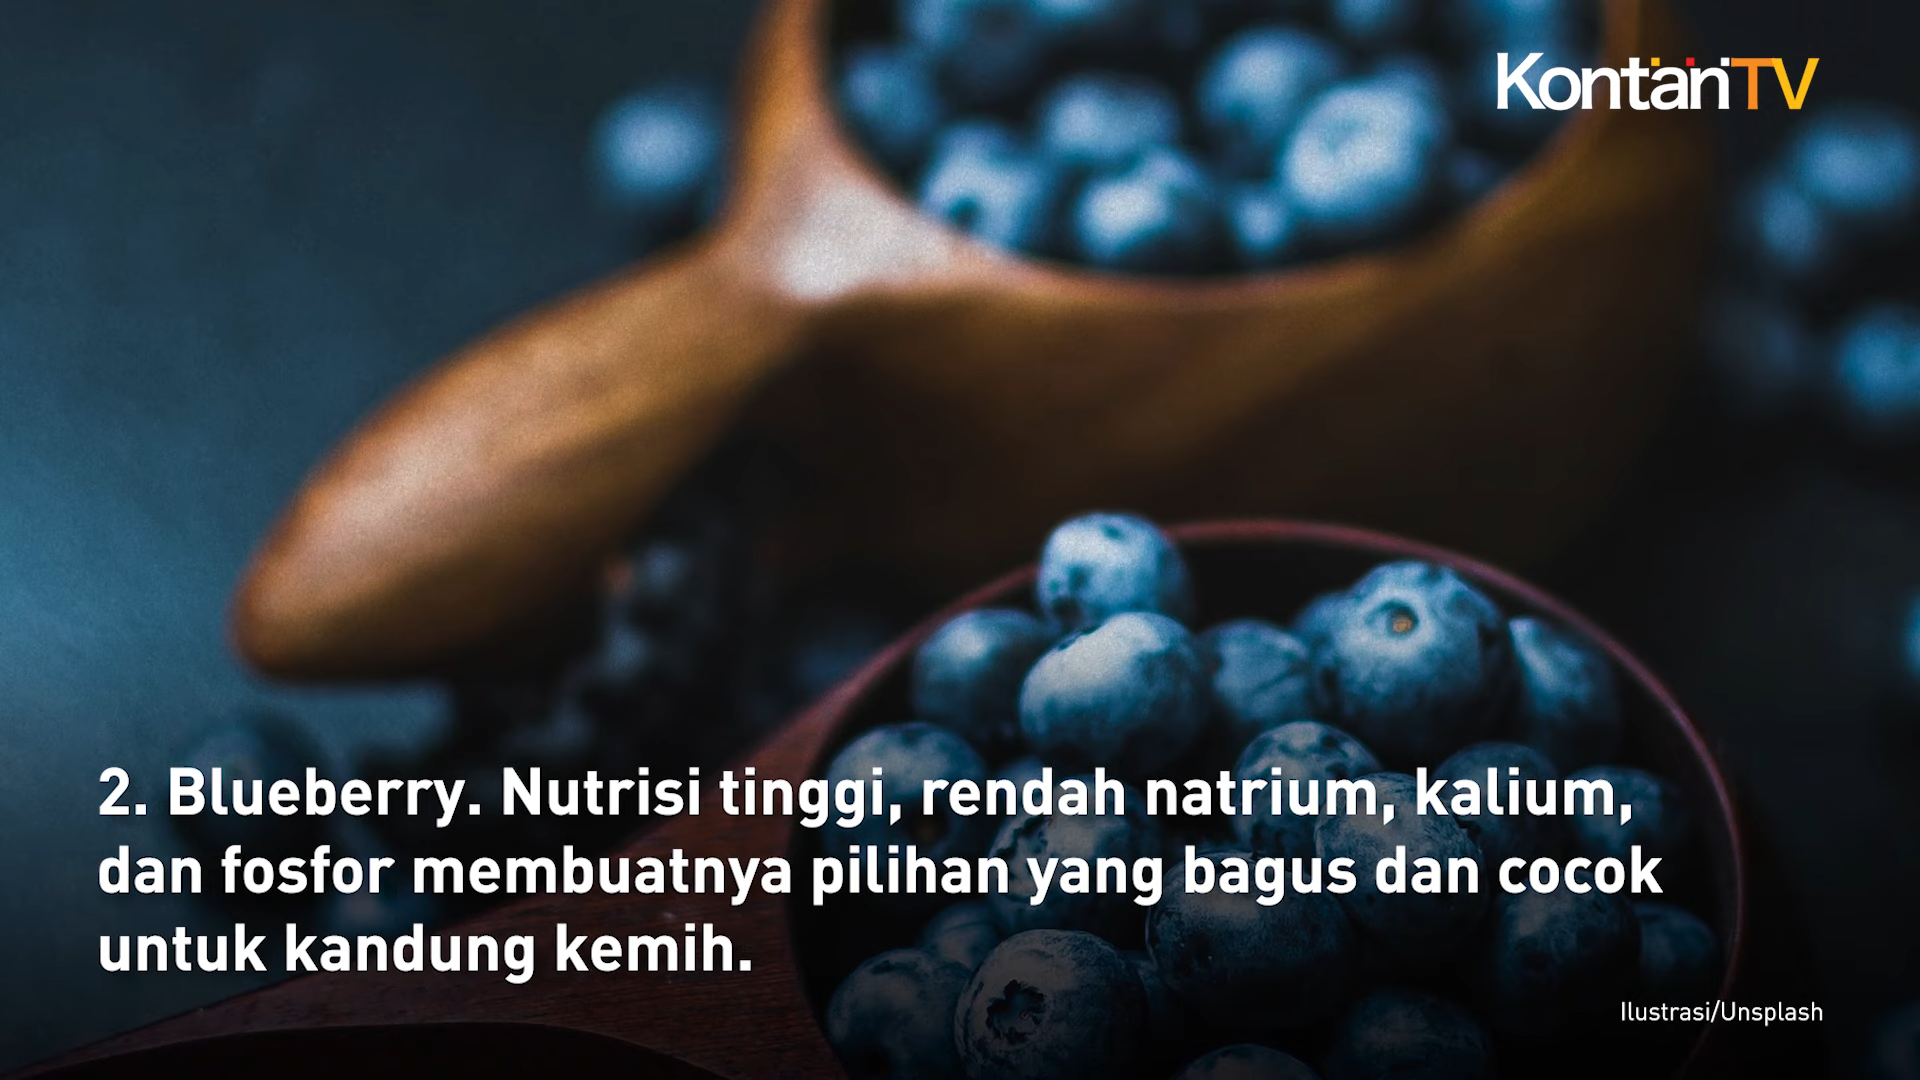 KontanTV
2. Blueberry. Nutrisi tinggi, rendah natrium, kalium,
dan fosfor membuatnya pilihan yang bagus dan cocok
untuk kandung kemih.
Ilustrasi/Unsplash